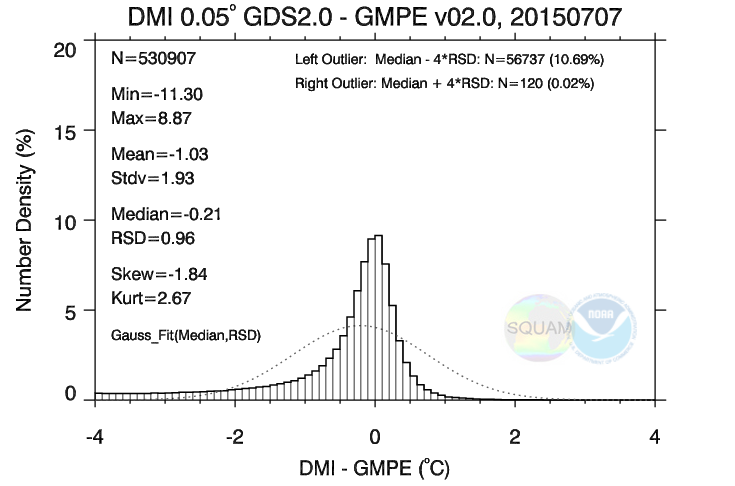 DMI 0.05° GDS2.0 - GMPE v02.0, 20150707
20
15
10
5
0
Number Density (%)
N=530907
Min=-11.30
Max=8.87
Mean=-1.03
Stdv=1.93
Median=-0.21
RSD=0.96
Skew=-1.84
Kurt=2.67
Gauss_Fit(Median,RSD)
Left Outlier: Median - 4*RSD: N=56737 (10.69%)
Right Outlier: Median + 4*RSD: N=120 (0.02%)
SQUAM
NOAA
-4 -2 0 2 4
DMI - GMPE (°C)